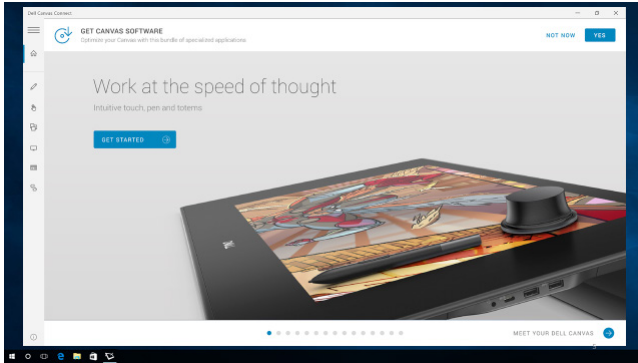 Dell Canvas Connect
GET CANVAS SOFTWARE
Optimize your Canvas with this bundle of specialized applications.
NOT NOW
YES
Work at the speed of thought
Intuitive touch, pen and totems
GET STARTED
MEET YOUR DELL CANVAS